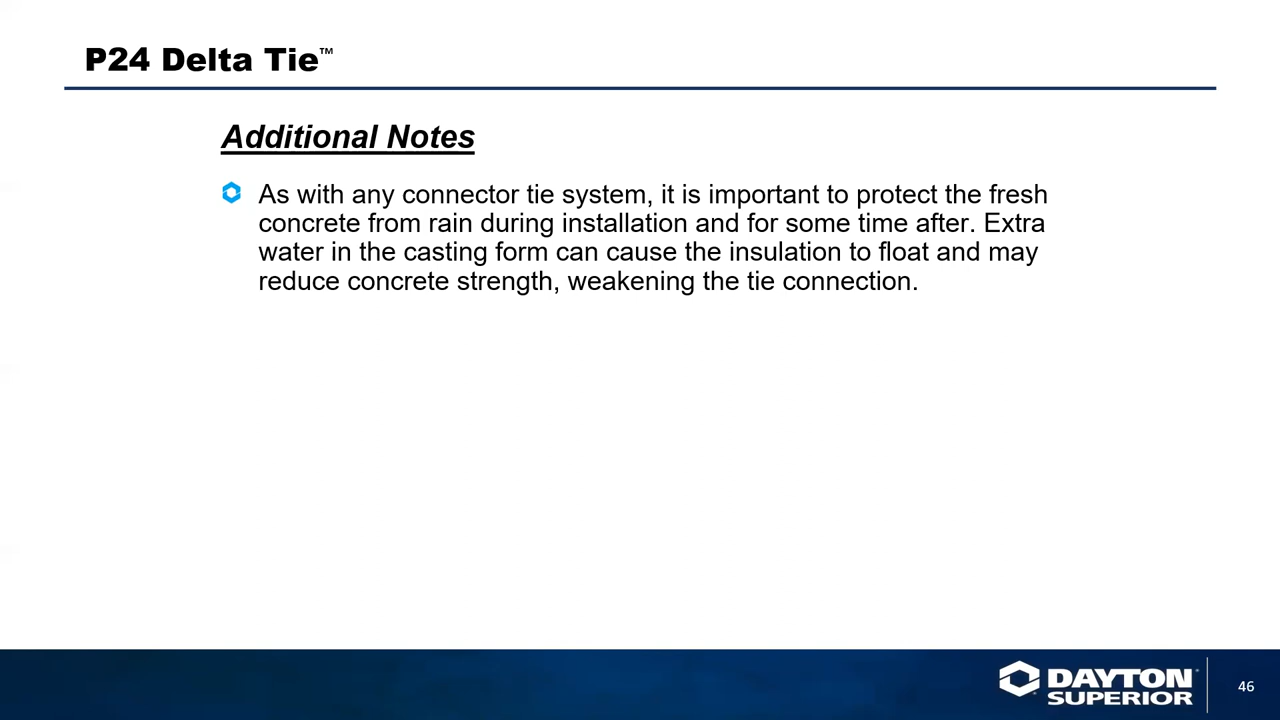 P24 Delta Tie™
Additional Notes
As with any connector tie system, it is important to protect the fresh
concrete from rain during installation and for some time after. Extra
water in the casting form can cause the insulation to float and may
reduce concrete strength, weakening the tie connection.
DAYTON
SUPERIOR
46